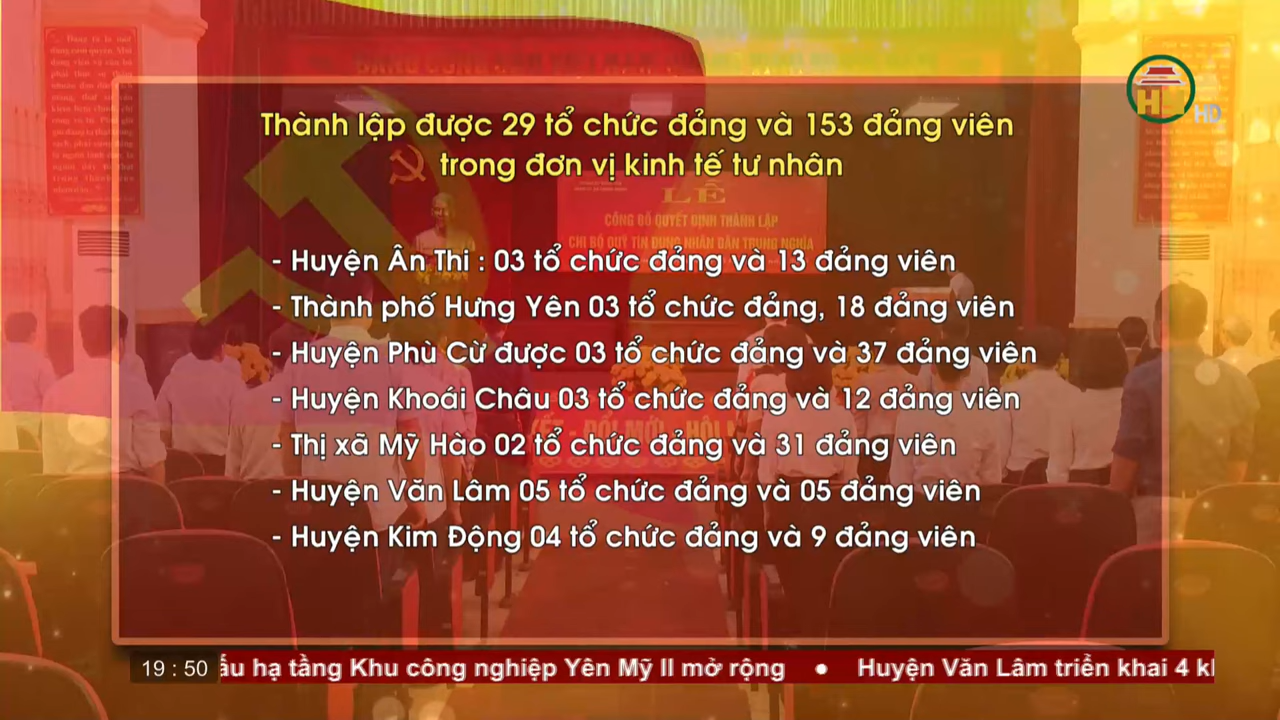 Thành lập được 29 tổ chức đảng và 153 đảng viên
trong đơn vị kinh tế tư nhân
LỄ
CÔNG BỐ QUYẾT ĐỊNH THÀNH LẬP
CHI BỘ QUỸ TÍN DỤNG NHÂN DÂN TRUNG NGHĨA
- Huyện Ân Thi : 03 tổ chức đảng và 13 đảng viên
- Thành phố Hưng Yên 03 tổ chức đảng, 18 đảng viên
- Huyện Phù Cừ được 03 tổ chức đảng và 37 đảng viên
- Huyện Khoái Châu 03 tổ chức đảng và 12 đảng viên
- Thị xã Mỹ Hào 02 tổ chức đảng và 31 đảng viên
- Huyện Văn Lâm 05 tổ chức đảng và 05 đảng viên
- Huyện Kim Động 04 tổ chức đảng và 9 đảng viên
HY HD
ĐỔI MỚI
19 : 50 ấu hạ tầng Khu công nghiệp Yên Mỹ II mở rộng ● Huyện Văn Lâm triển khai 4